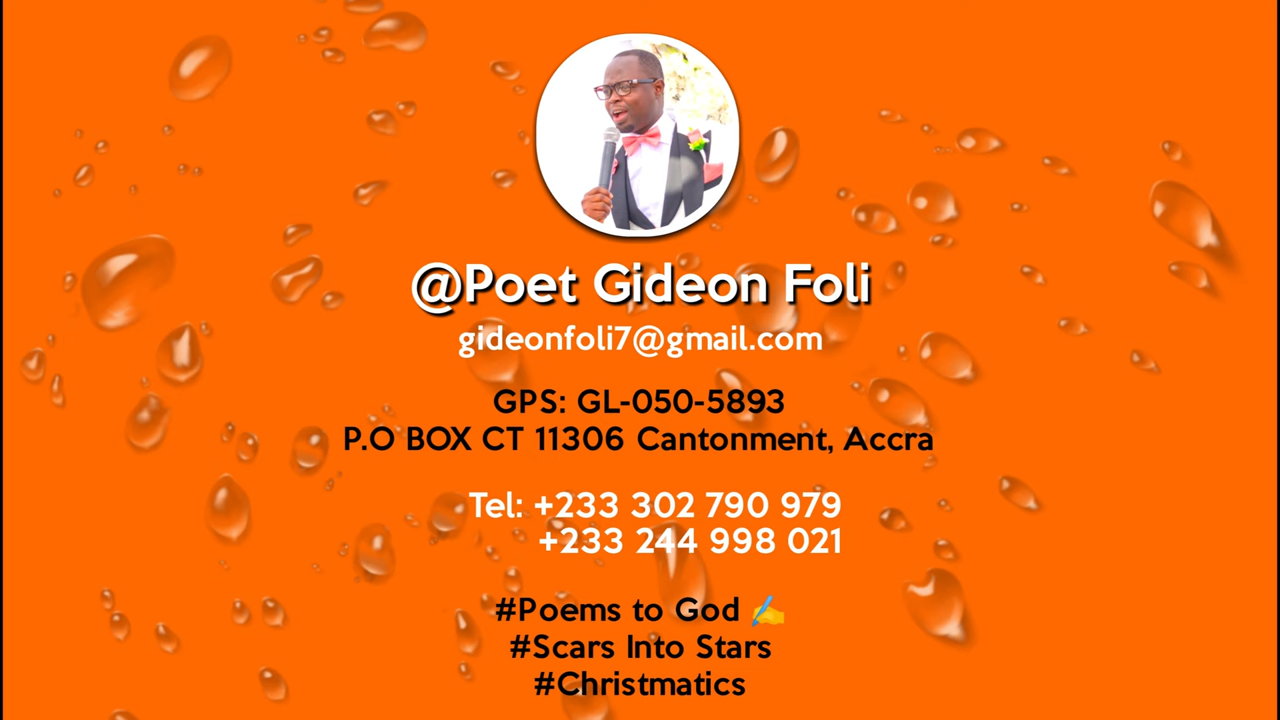 @Poet Gideon Foli
gideonfoli7@gmail.com
GPS: GL-050-5893
P.O BOX CT 11306 Cantonment, Accra
Tel: +233 302 790 979
+233 244 998 021
#Poems to God ✍️
#Scars Into Stars
#Christmatics